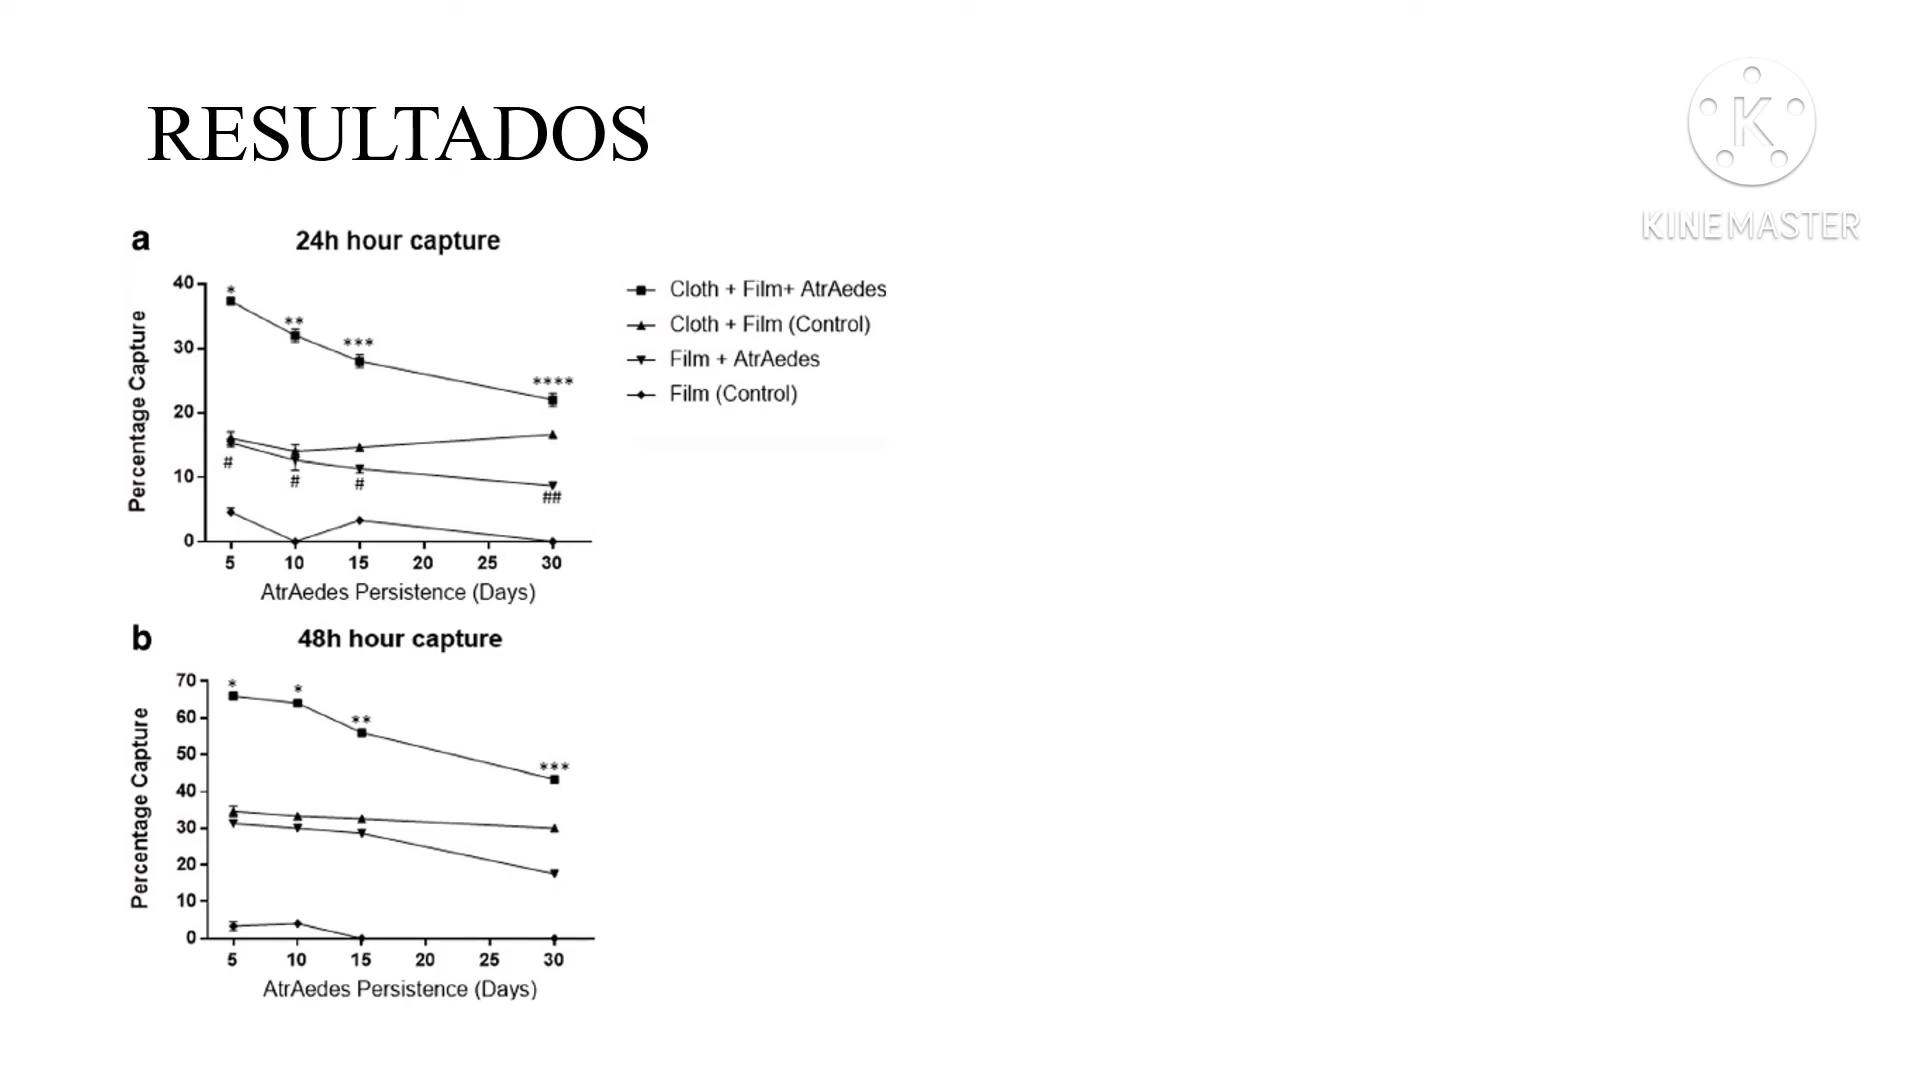 RESULTADOS
K
KINEMASTER
a
24h hour capture
Percentage Capture
40
30
20
10
0
*
**
***
****
#
#
#
##
5 10 15 20 25 30
AtrAedes Persistence (Days)
Cloth + Film+ AtrAedes
Cloth + Film (Control)
Film + AtrAedes
Film (Control)
b
48h hour capture
Percentage Capture
70
60
50
40
30
20
10
0
*
*
**
***
5 10 15 20 25 30
AtrAedes Persistence (Days)